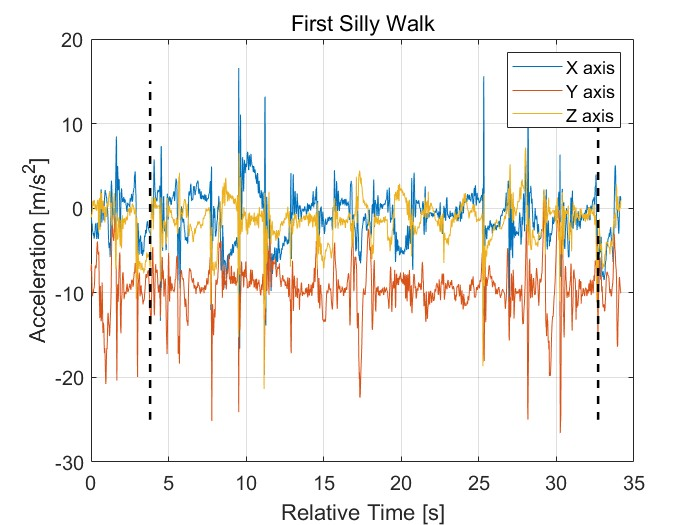 First Silly Walk
20
10
0
-10
-20
-30
Acceleration [m/s²]
X axis
Y axis
Z axis
0 5 10 15 20 25 30 35
Relative Time [s]